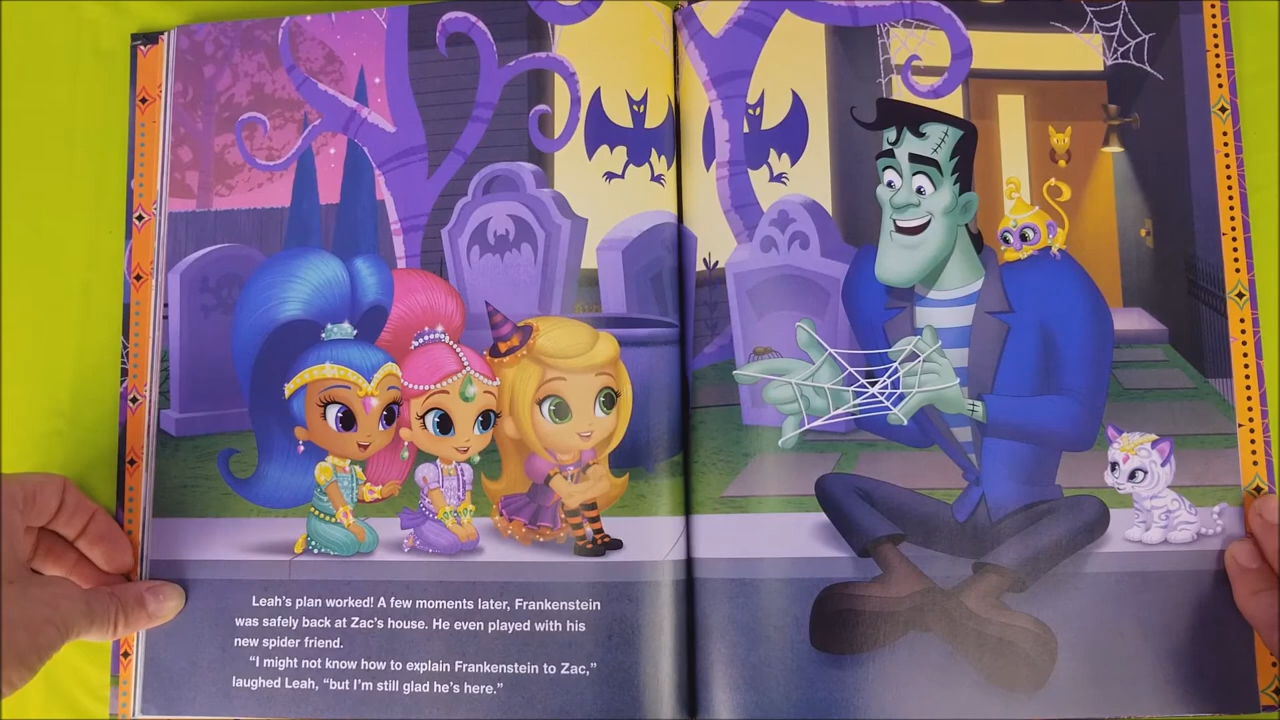 Leah's plan worked! A few moments later, Frankenstein
was safely back at Zac's house. He even played with his
new spider friend.
"I might not know how to explain Frankenstein to Zac,"
laughed Leah, "but I'm still glad he's here."